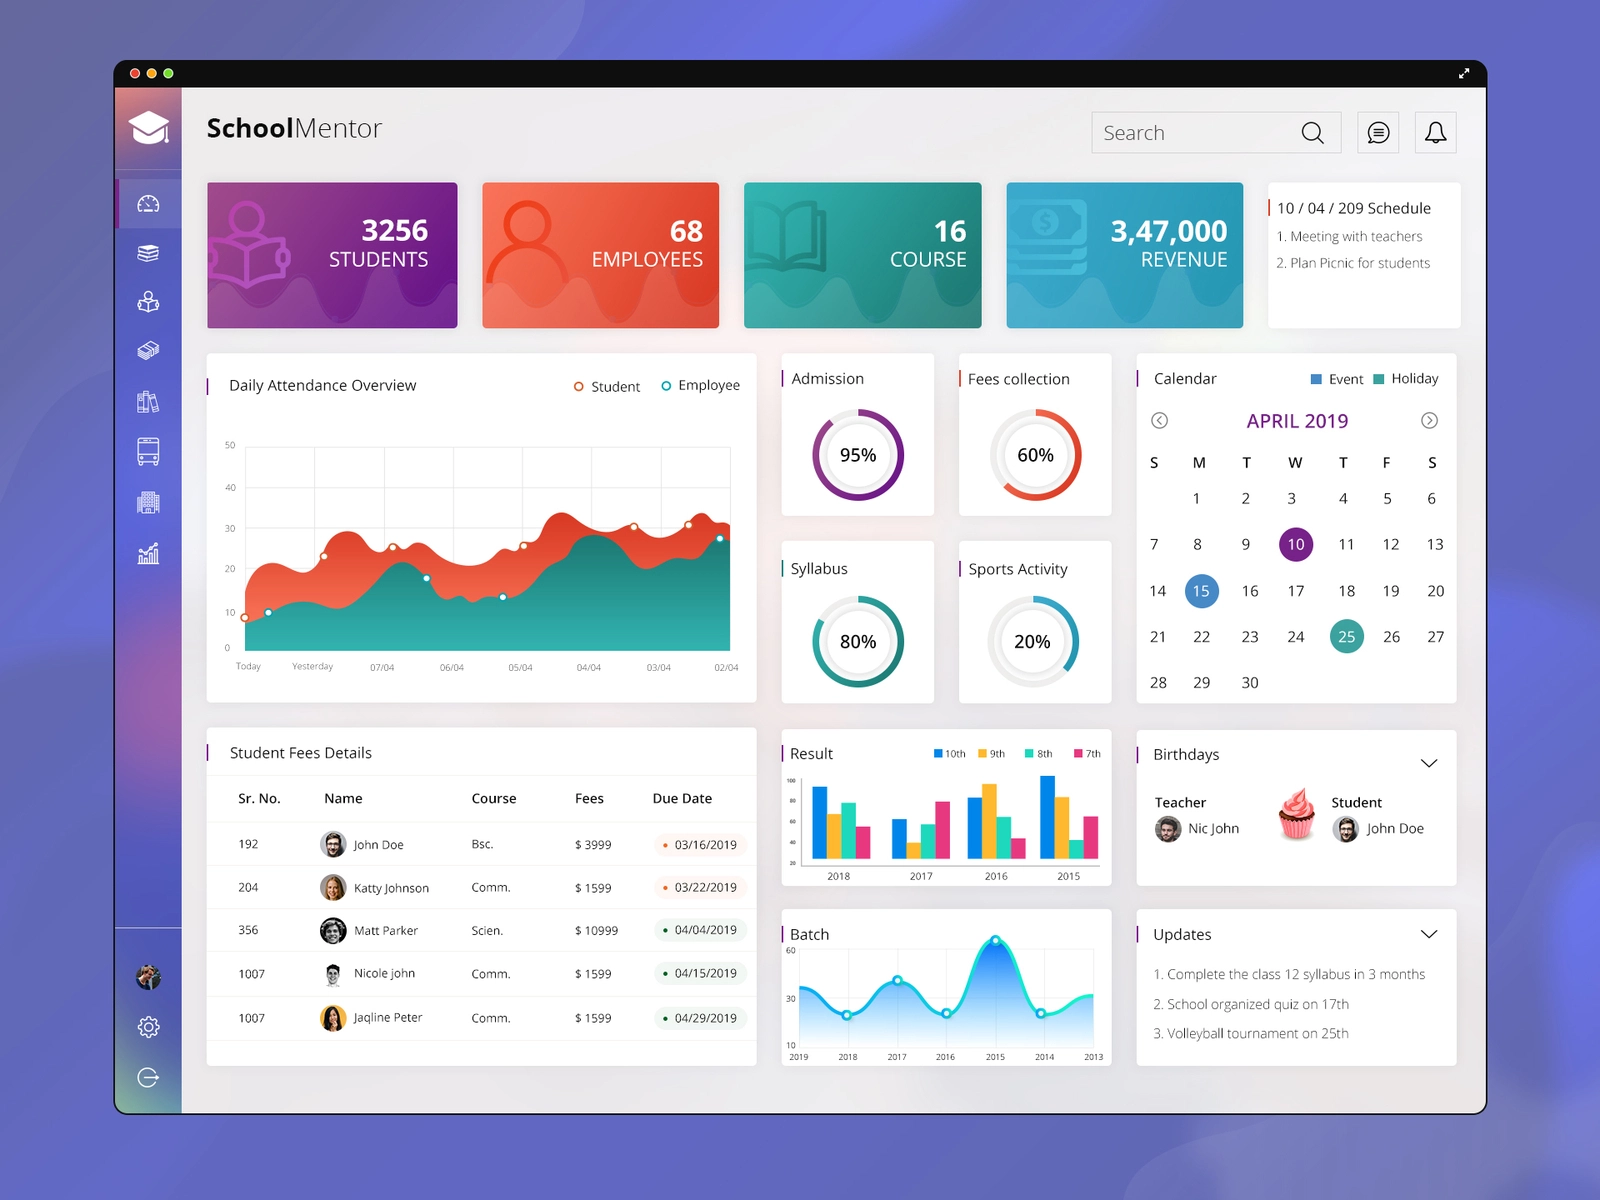 SchoolMentor
Search
3256
STUDENTS
68
EMPLOYEES
16
COURSE
3,47,000
REVENUE
10 / 04 / 209 Schedule
1. Meeting with teachers
2. Plan Picnic for students
Daily Attendance Overview
Student Employee
50
40
30
20
10
0
Today Yesterday 07/04 06/04 05/04 04/04 03/04 02/04
Admission
95%
Fees collection
60%
Syllabus
80%
Sports Activity
20%
Calendar
Event Holiday
APRIL 2019
S M T W T F S
1 2 3 4 5 6
7 8 9 10 11 12 13
14 15 16 17 18 19 20
21 22 23 24 25 26 27
28 29 30
Student Fees Details
Sr. No. Name Course Fees Due Date
192 John Doe Bsc. $ 3999 03/16/2019
204 Katty Johnson Comm. $ 1599 03/22/2019
356 Matt Parker Scien. $ 10999 04/04/2019
1007 Nicole john Comm. $ 1599 04/15/2019
1007 Jaqline Peter Comm. $ 1599 04/29/2019
Result
10th 9th 8th 7th
100
80
60
40
20
2018 2017 2016 2015
Birthdays
Teacher
Nic John
Student
John Doe
Batch
60
30
10
2019 2018 2017 2016 2015 2014 2013
Updates
1. Complete the class 12 syllabus in 3 months
2. School organized quiz on 17th
3. Volleyball tournament on 25th